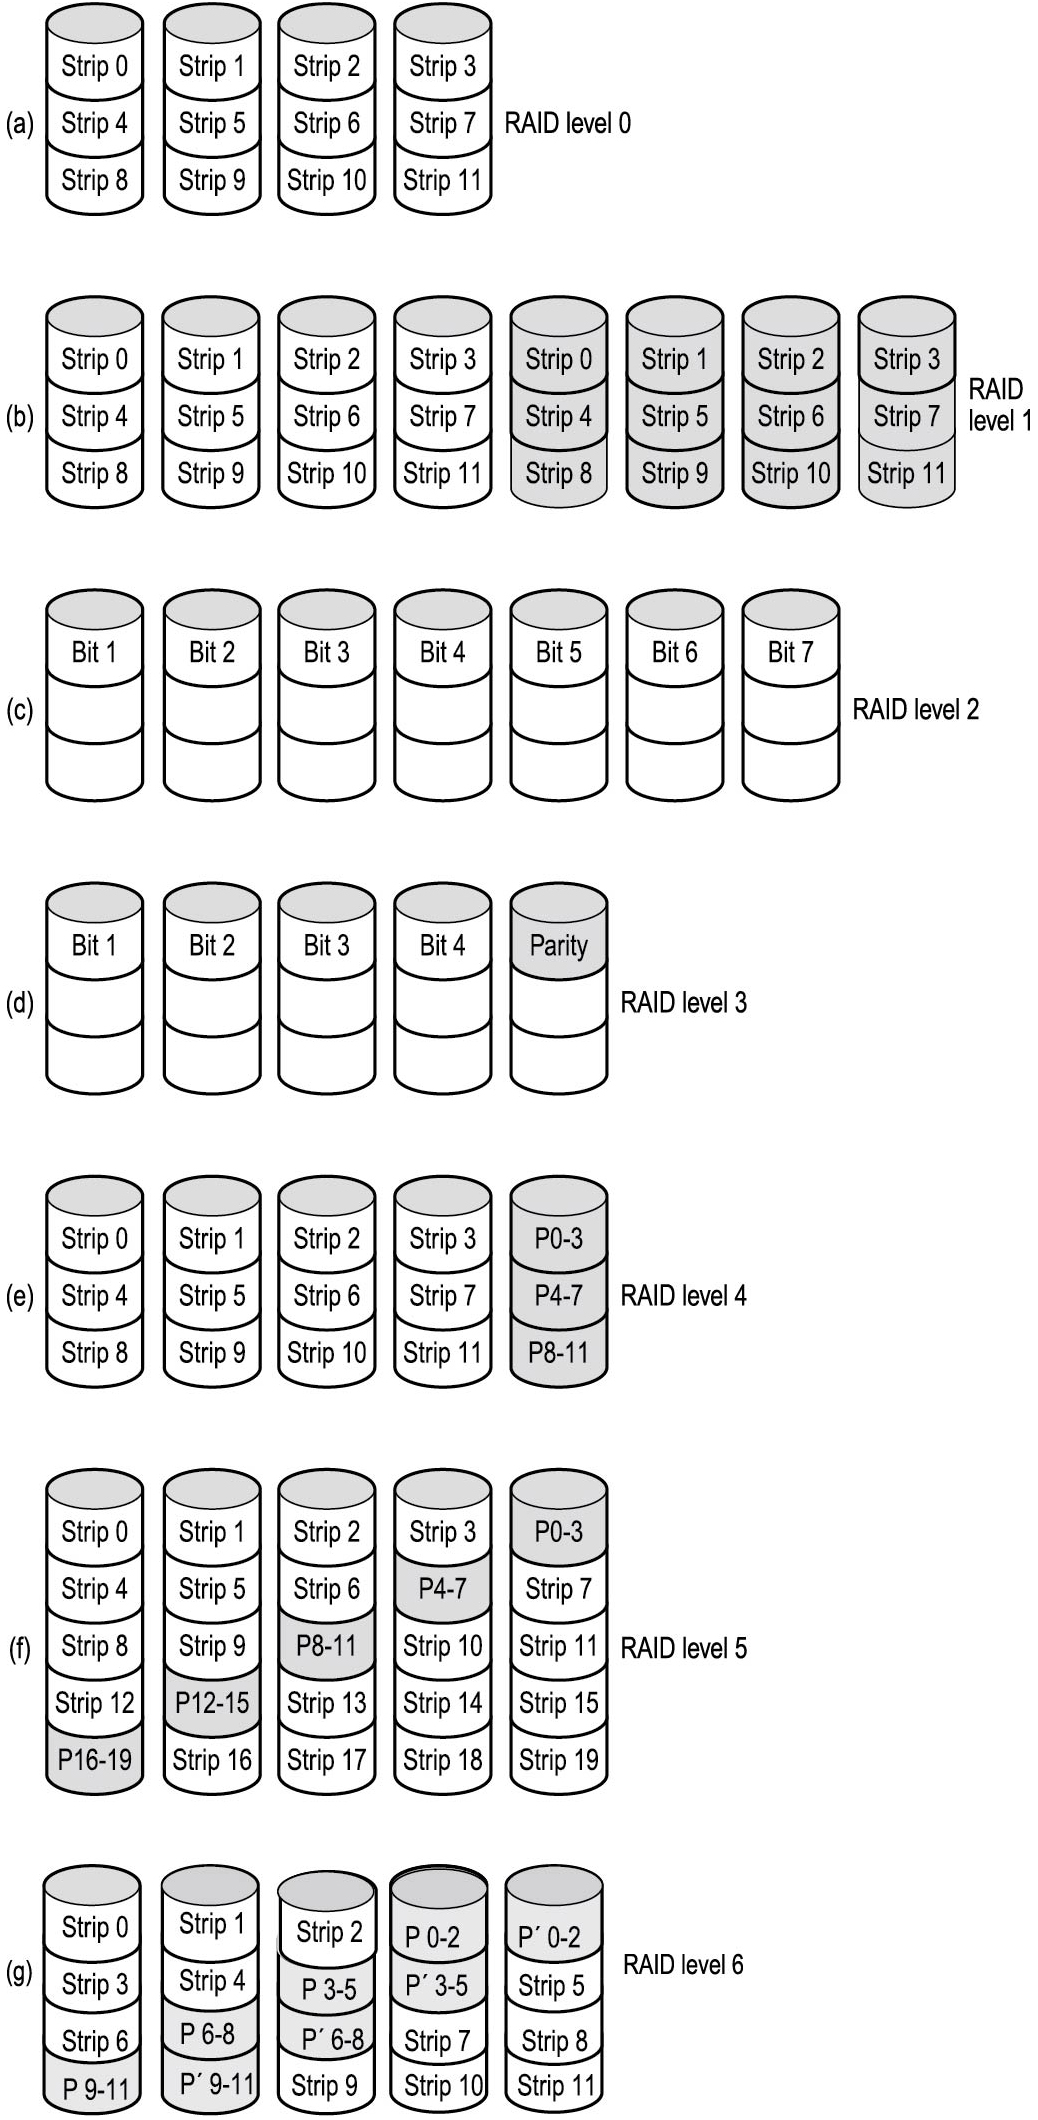 Strip 0 Strip 1 Strip 2 Strip 3
(a) Strip 4 Strip 5 Strip 6 Strip 7 RAID level 0
Strip 8 Strip 9 Strip 10 Strip 11
Strip 0 Strip 1 Strip 2 Strip 3 Strip 0 Strip 1 Strip 2 Strip 3
(b) Strip 4 Strip 5 Strip 6 Strip 7 Strip 4 Strip 5 Strip 6 Strip 7 RAID
level 1
Strip 8 Strip 9 Strip 10 Strip 11 Strip 8 Strip 9 Strip 10 Strip 11
Bit 1 Bit 2 Bit 3 Bit 4 Bit 5 Bit 6 Bit 7
(c) RAID level 2
Bit 1 Bit 2 Bit 3 Bit 4 Parity
(d) RAID level 3
Strip 0 Strip 1 Strip 2 Strip 3 P0-3
(e) Strip 4 Strip 5 Strip 6 Strip 7 P4-7 RAID level 4
Strip 8 Strip 9 Strip 10 Strip 11 P8-11
Strip 0 Strip 1 Strip 2 Strip 3 P0-3
Strip 4 Strip 5 Strip 6 P4-7 Strip 7
(f) Strip 8 Strip 9 P8-11 Strip 10 Strip 11 RAID level 5
Strip 12 P12-15 Strip 13 Strip 14 Strip 15
P16-19 Strip 16 Strip 17 Strip 18 Strip 19
Strip 0 Strip 1 Strip 2 P 0-2 P´ 0-2
(g) Strip 3 Strip 4 P 3-5 P´ 3-5 Strip 5 RAID level 6
Strip 6 P 6-8 P´ 6-8 Strip 7 Strip 8
P 9-11 P´ 9-11 Strip 9 Strip 10 Strip 11